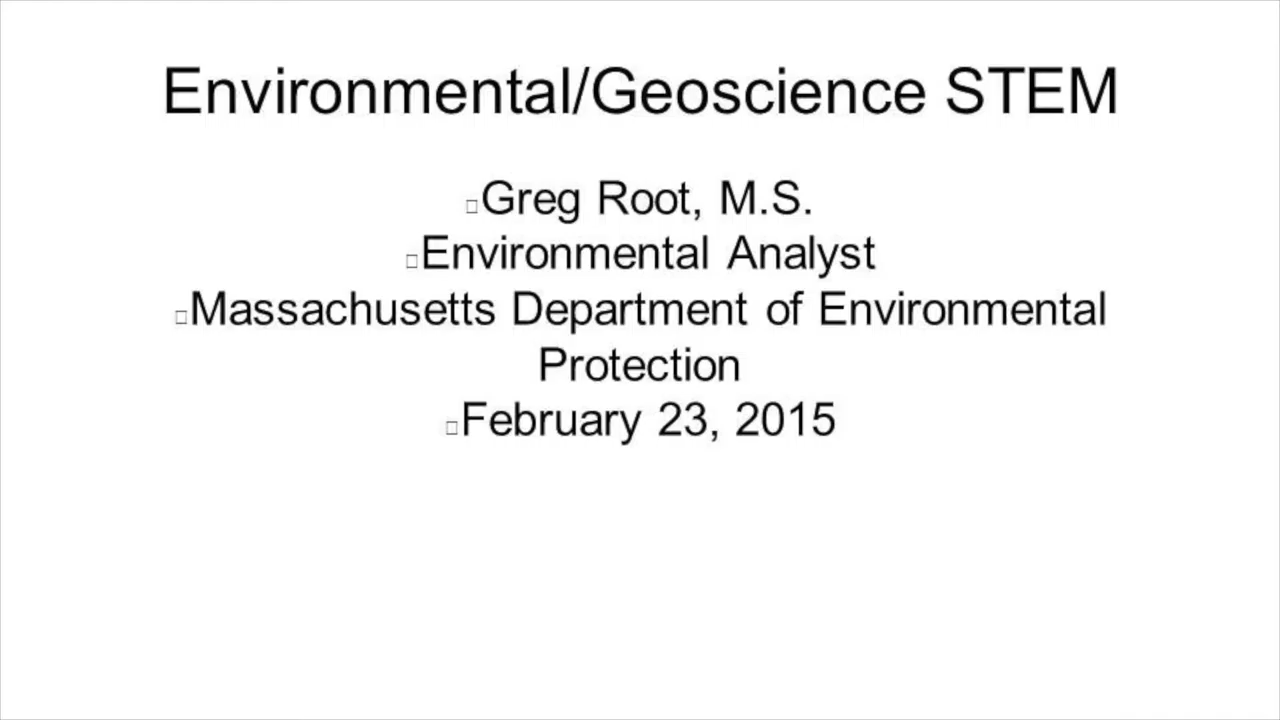 Environmental/Geoscience STEM
Greg Root, M.S.
Environmental Analyst
Massachusetts Department of Environmental
Protection
February 23, 2015